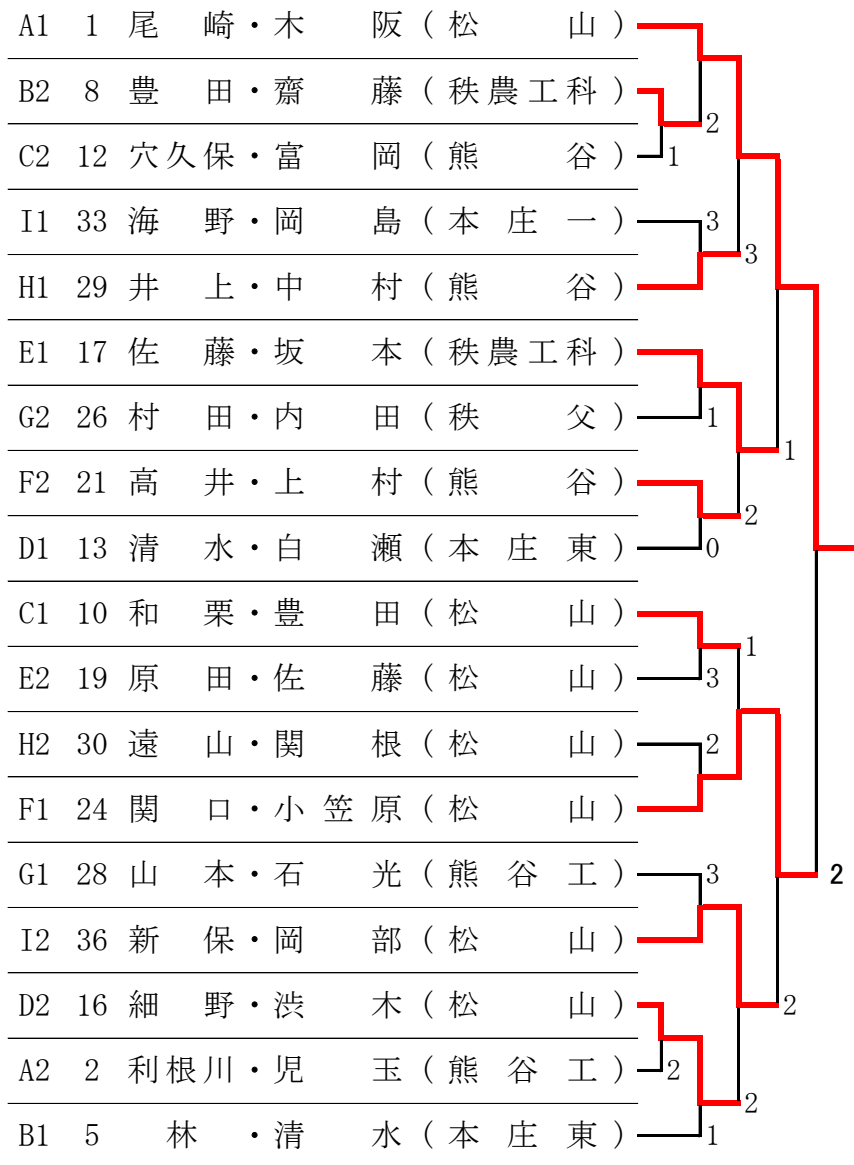 A1 1 尾崎・木阪(松山)
B2 8 豊田・齋藤(秩農工科)
2
C2 12 穴久保・富岡(熊谷)
1
I1 33 海野・岡島(本庄一)
3
3
H1 29 井上・中村(熊谷)
E1 17 佐藤・坂本(秩農工科)
G2 26 村田・内田(秩父)
1
1
F2 21 高井・上村(熊谷)
2
D1 13 清水・白瀬(本庄東)
0
C1 10 和栗・豊田(松山)
1
E2 19 原田・佐藤(松山)
3
H2 30 遠山・関根(松山)
2
F1 24 関口・小笠原(松山)
G1 28 山本・石光(熊谷工)
3
2
I2 36 新保・岡部(松山)
D2 16 細野・渋木(松山)
2
A2 2 利根川・児玉(熊谷工)
2
2
B1 5 林・清水(本庄東)
1